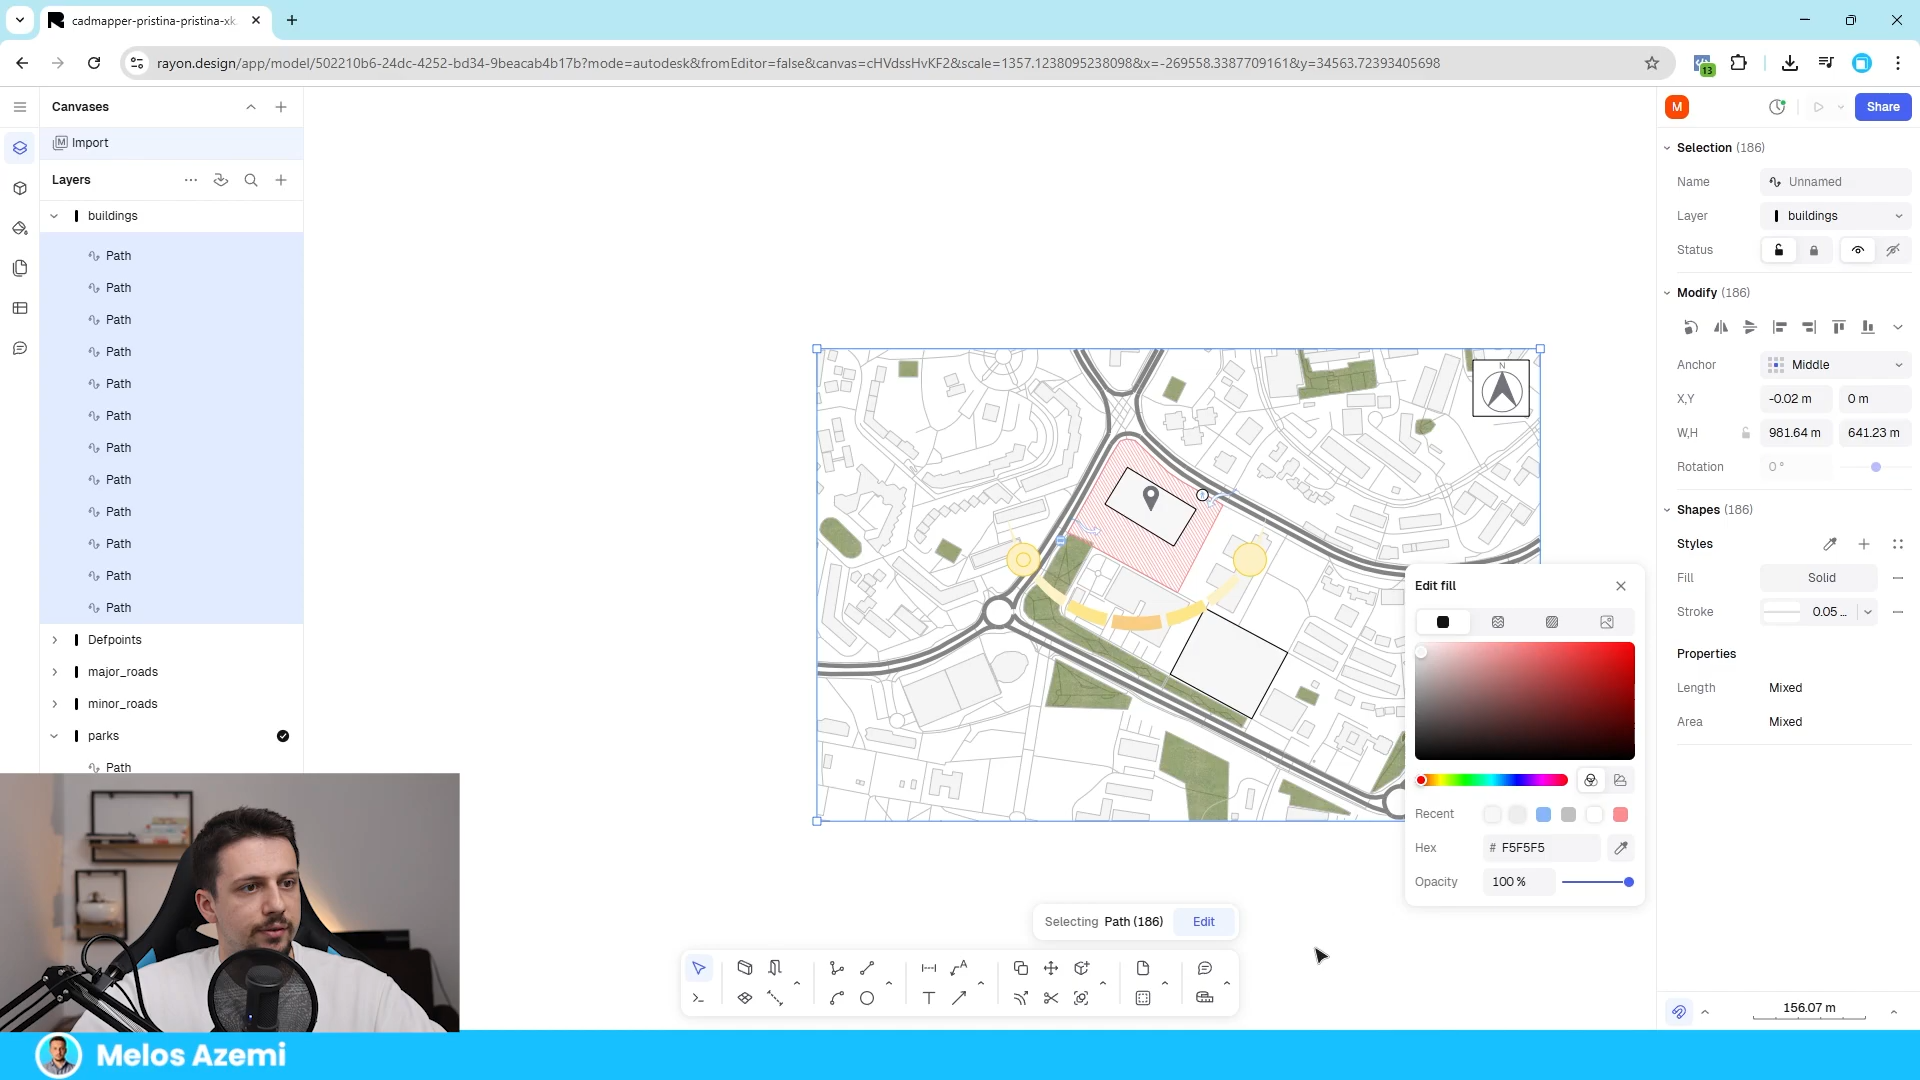 cadmapper-pristina-pristina-xk
rayon.design/app/model/502210b6-24dc-4252-bd34-9beacab4b17b?mode=autodesk&fromEditor=false&canvas=cHVdssHvKF2&scale=1357.1238095238098&x=-269558.3387709161&y=34563.72393405698
13
Canvases
Import
Layers
buildings
Path
Path
Path
Path
Path
Path
Path
Path
Path
Path
Path
Path
Defpoints
major_roads
minor_roads
parks
Path
N
Selecting Path (186) Edit
Edit fill
Recent
Hex # F5F5F5
Opacity 100 %
M
Share
Selection (186)
Name Unnamed
Layer buildings
Status
Modify (186)
Anchor Middle
X,Y -0.02 m 0 m
W,H 981.64 m 641.23 m
Rotation 0 °
Shapes (186)
Styles
Fill Solid
Stroke 0.05 ...
Properties
Length Mixed
Area Mixed
156.07 m
Melos Azemi